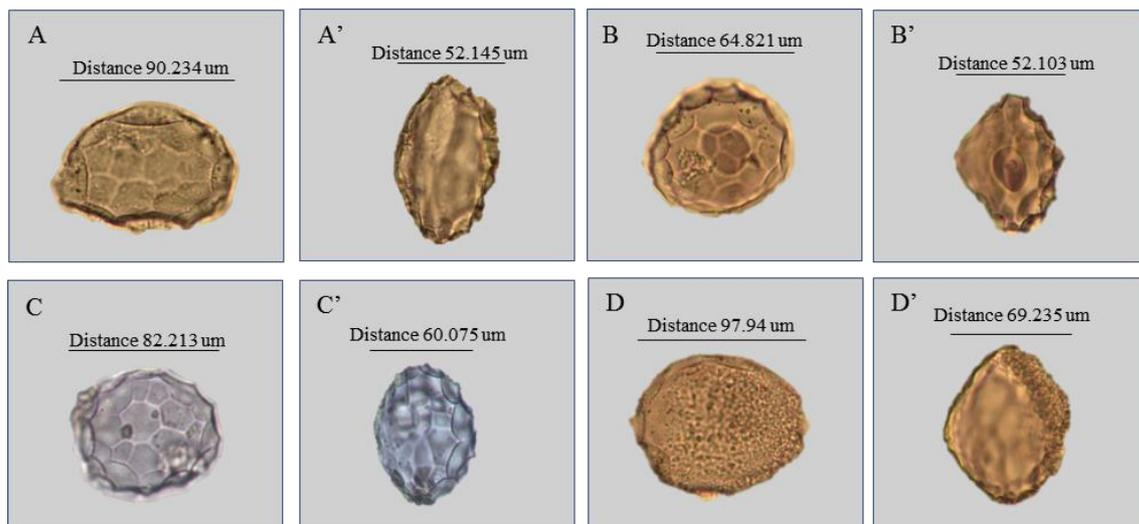 A
Distance 90.234 um
A’
Distance 52.145 um
B
Distance 64.821 um
B’
Distance 52.103 um
C
Distance 82.213 um
C’
Distance 60.075 um
D
Distance 97.94 um
D’
Distance 69.235 um